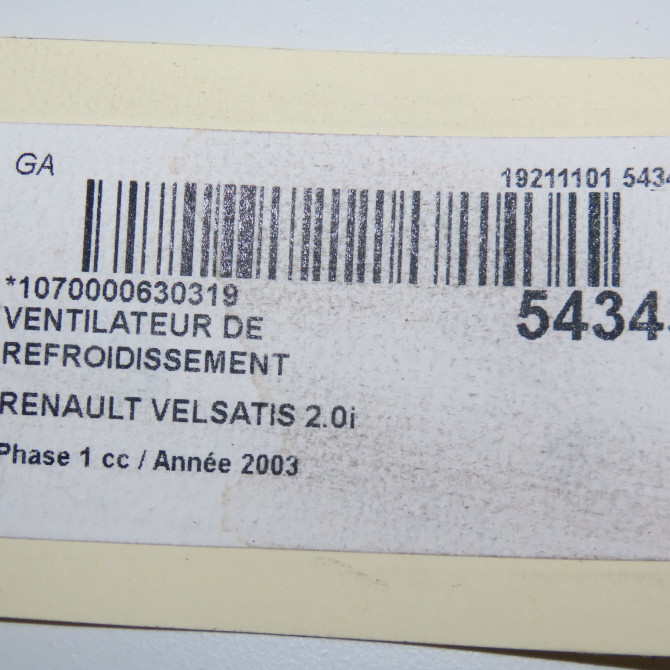 GA
19211101 5434
*1070000630319
VENTILATEUR DE
5434
REFROIDISSEMENT
RENAULT VELSATIS 2.0i
Phase 1 cc / Année 2003